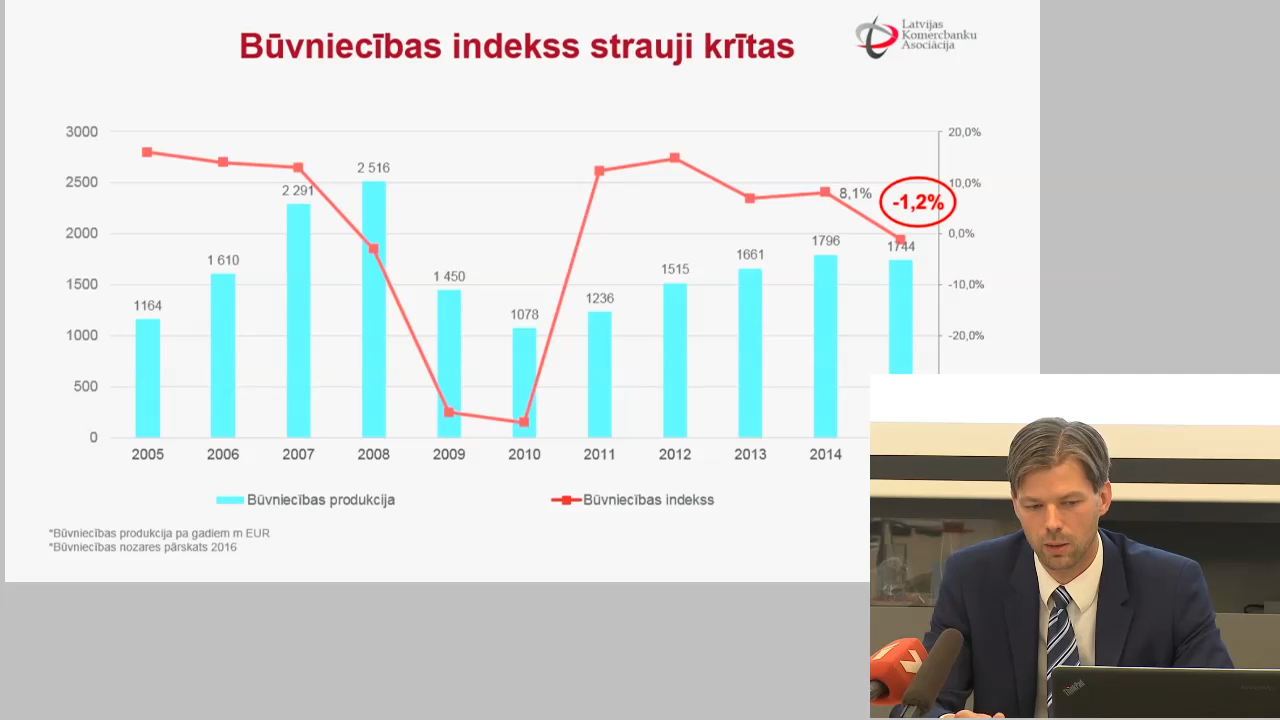 Būvniecības indekss strauji krītas
Latvijas
Komercbanku
Asociācija
3000
2500
2000
1500
1000
500
0
20,0%
10,0%
0,0%
-10,0%
-20,0%
1164
1 610
2 291
2 516
1 450
1078
1236
1515
1661
1796
1744
8,1%
-1,2%
2005 2006 2007 2008 2009 2010 2011 2012 2013 2014
Būvniecības produkcija
Būvniecības indekss
*Būvniecības produkcija pa gadiem m EUR
*Būvniecības nozares pārskats 2016
ThinkPad